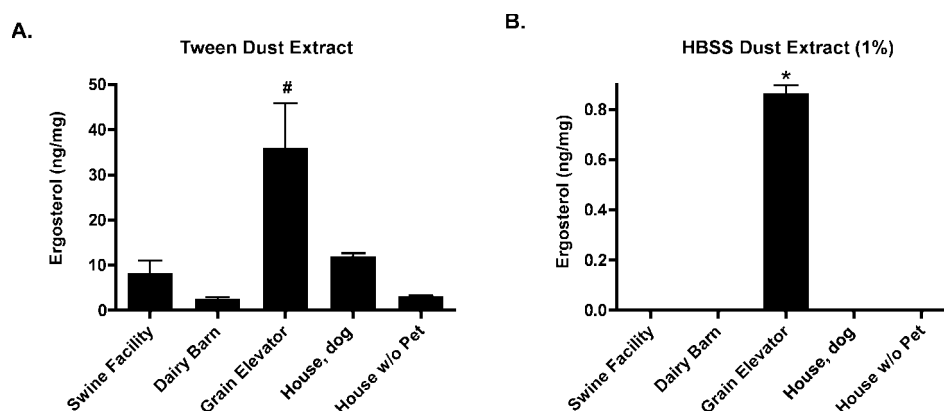 A.
Tween Dust Extract
#
50
40
30
20
10
0
Ergosterol (ng/mg)
Swine Facility
Dairy Barn
Grain Elevator
House, dog
House w/o Pet
B.
HBSS Dust Extract (1%)
*
0.8
0.6
0.4
0.2
0.0
Ergosterol (ng/mg)
Swine Facility
Dairy Barn
Grain Elevator
House, dog
House w/o Pet